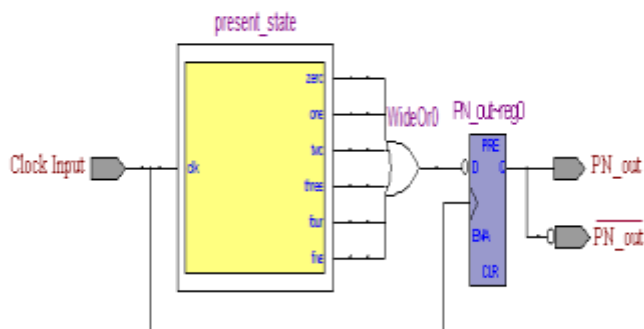 present_state
Clock Input
clk
zero
one
two
three
four
five
WideOr0
PN_out~reg0
PRE
D
Q
ENA
CLR
PN_out
PN_out